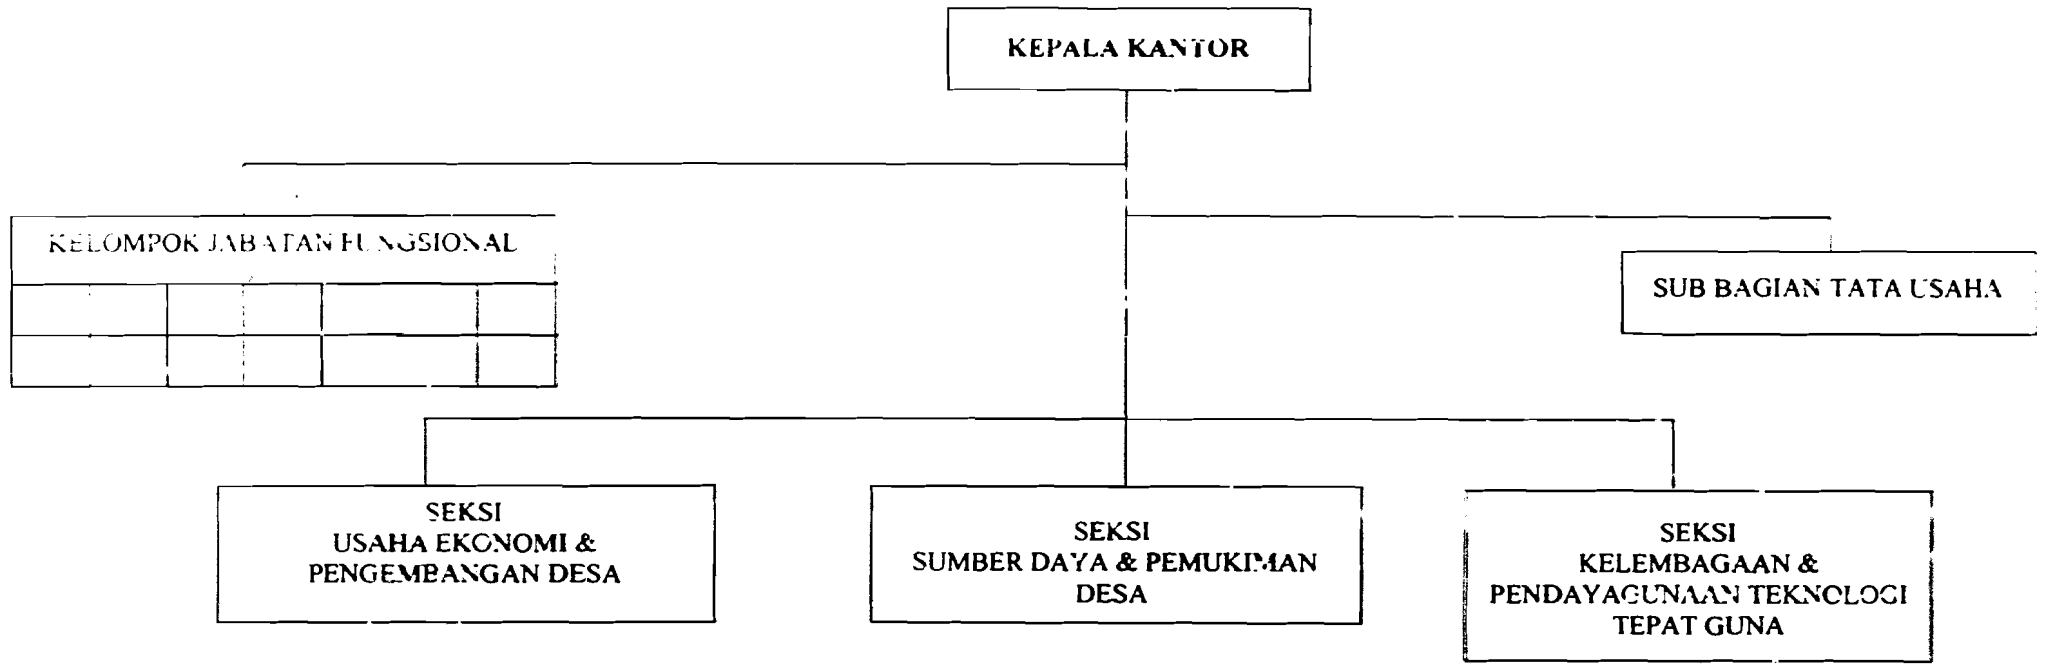 KEPALA KANTOR
KELOMPOK JABATAN FUNGSIONAL
SUB BAGIAN TATA USAHA
SEKSI
USAHA EKONOMI &
PENGEMBANGAN DESA
SEKSI
SUMBER DAYA & PEMUKIMAN
DESA
SEKSI
KELEMBAGAAN &
PENDAYAGUNAAN TEKNOLOGI
TEPAT GUNA